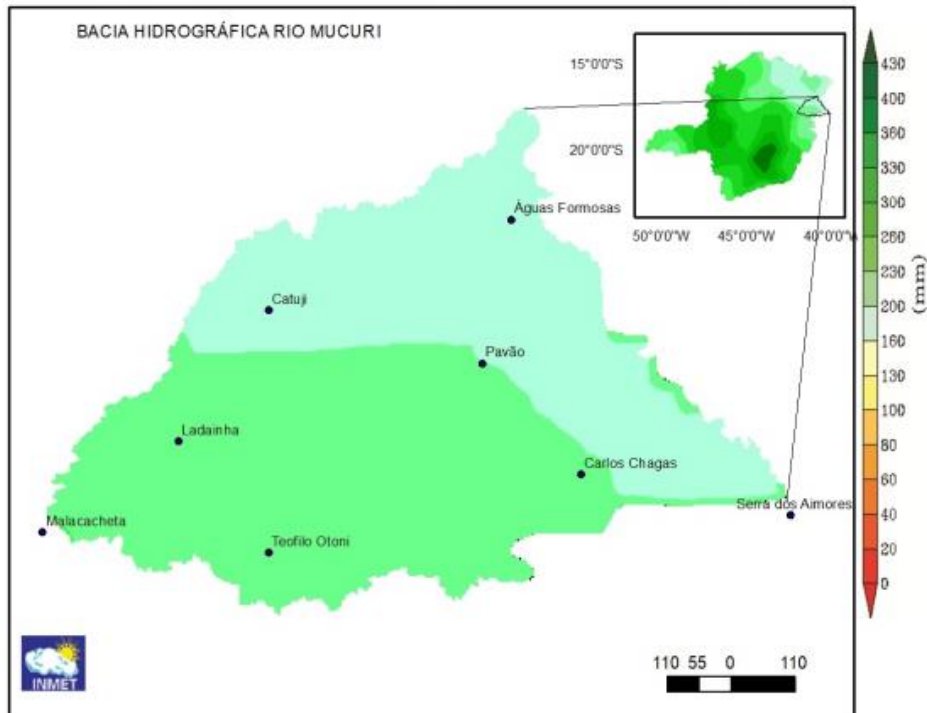 BACIA HIDROGRÁFICA RIO MUCURI
15°0'0"S
20°0'0"S
50°0'0"W 45°0'0"W 40°0'0"W
Águas Formosas
Catuji
Pavão
Ladainha
Carlos Chagas
Malacacheta
Serra dos Aimores
Teofilo Otoni
INMET
110 55 0 110
430
400
360
330
300
260
230
200
160
130
100
80
60
40
20
0
(mm)